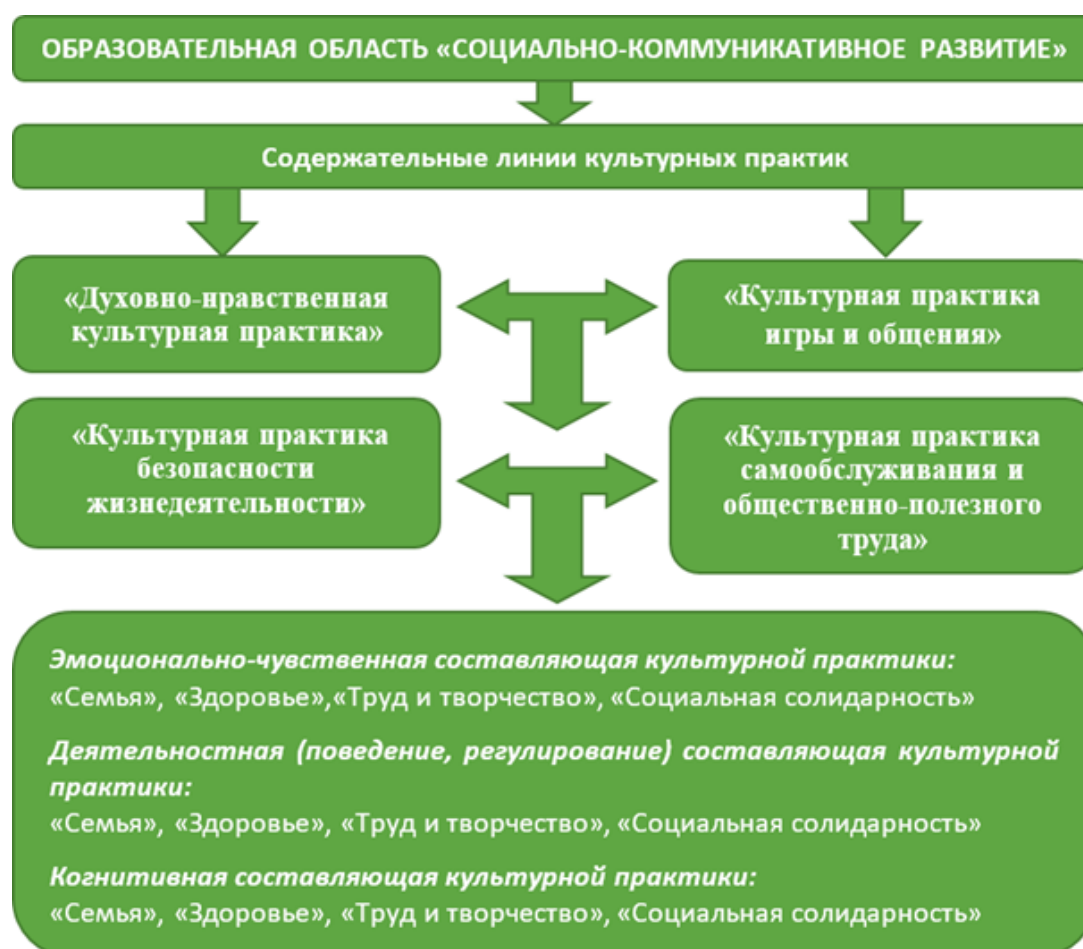 ОБРАЗОВАТЕЛЬНАЯ ОБЛАСТЬ «СОЦИАЛЬНО-КОММУНИКАТИВНОЕ РАЗВИТИЕ»
Содержательные линии культурных практик
«Духовно-нравственная
культурная практика»
«Культурная практика
игры и общения»
«Культурная практика
безопасности
жизнедеятельности»
«Культурная практика
самообслуживания и
общественно-полезного
труда»
Эмоционально-чувственная составляющая культурной практики:
«Семья», «Здоровье»,«Труд и творчество», «Социальная солидарность»
Деятельностная (поведение, регулирование) составляющая культурной
практики:
«Семья», «Здоровье», «Труд и творчество», «Социальная солидарность»
Когнитивная составляющая культурной практики:
«Семья», «Здоровье», «Труд и творчество», «Социальная солидарность»